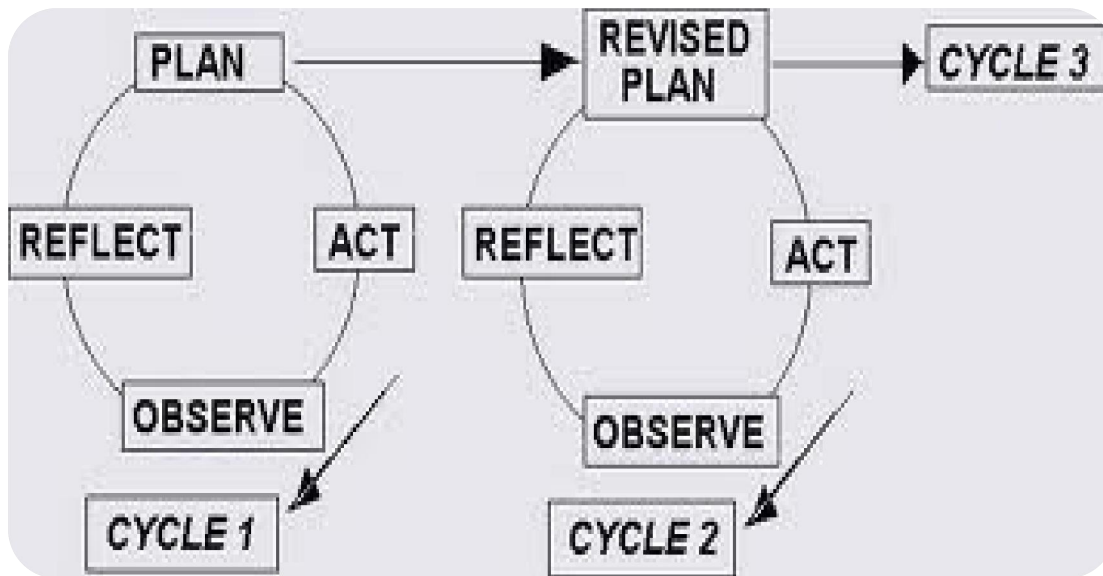 PLAN
REVISED
PLAN
CYCLE 3
REFLECT
ACT
REFLECT
ACT
OBSERVE
OBSERVE
CYCLE 1
CYCLE 2